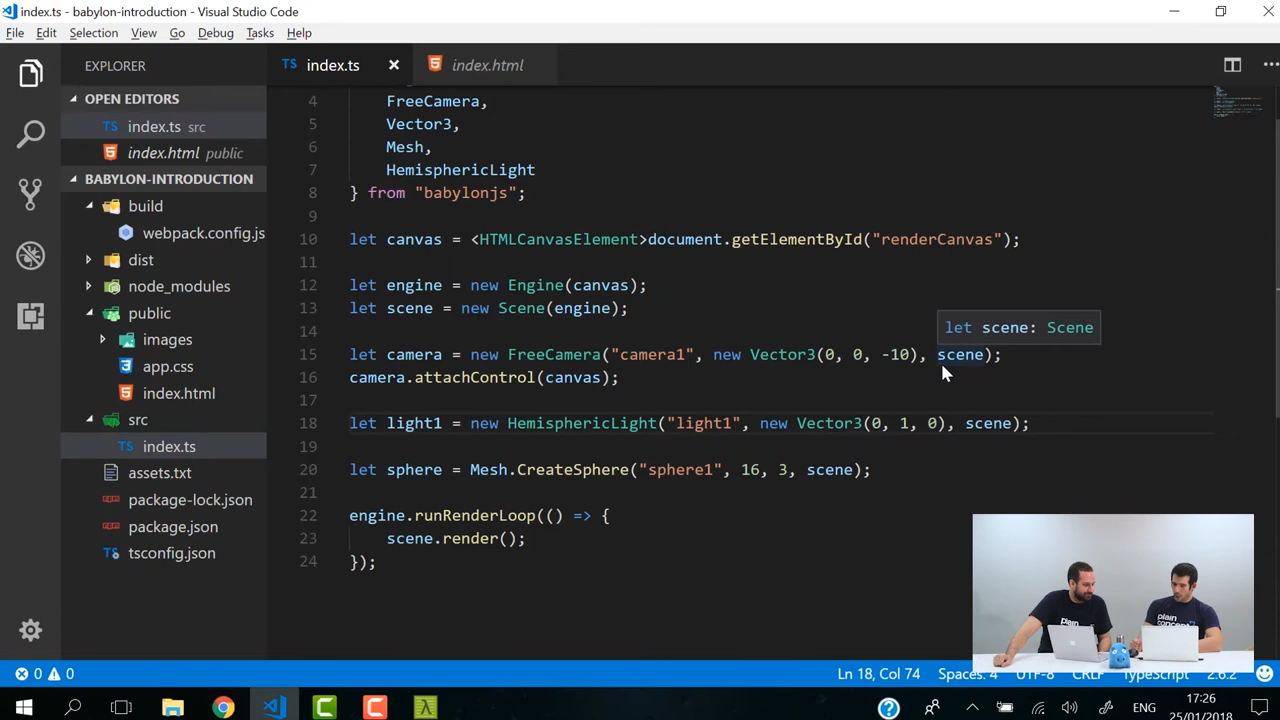 index.ts - babylon-introduction - Visual Studio Code
File Edit Selection View Go Debug Tasks Help
EXPLORER
OPEN EDITORS
TS index.ts src
index.html public
BABYLON-INTRODUCTION
build
webpack.config.js
dist
node_modules
public
images
app.css
index.html
src
TS index.ts
assets.txt
package-lock.json
package.json
tsconfig.json
TS index.ts
index.html
4 FreeCamera,
5 Vector3,
6 Mesh,
7 HemisphericLight
8 } from "babylonjs";
9
10 let canvas = <HTMLCanvasElement>document.getElementById("renderCanvas");
11
12 let engine = new Engine(canvas);
13 let scene = new Scene(engine);
14
let scene: Scene
15 let camera = new FreeCamera("camera1", new Vector3(0, 0, -10), scene);
16 camera.attachControl(canvas);
17
18 let light1 = new HemisphericLight("light1", new Vector3(0, 1, 0), scene);
19
20 let sphere = Mesh.CreateSphere("sphere1", 16, 3, scene);
21
22 engine.runRenderLoop(() => {
23 scene.render();
24 });
plain
plain
0 0 Ln 18, Col 74 Spaces: 4 UTF-8 CRLF TypeScript 2.6.2
ENG
17:26
25/01/2018